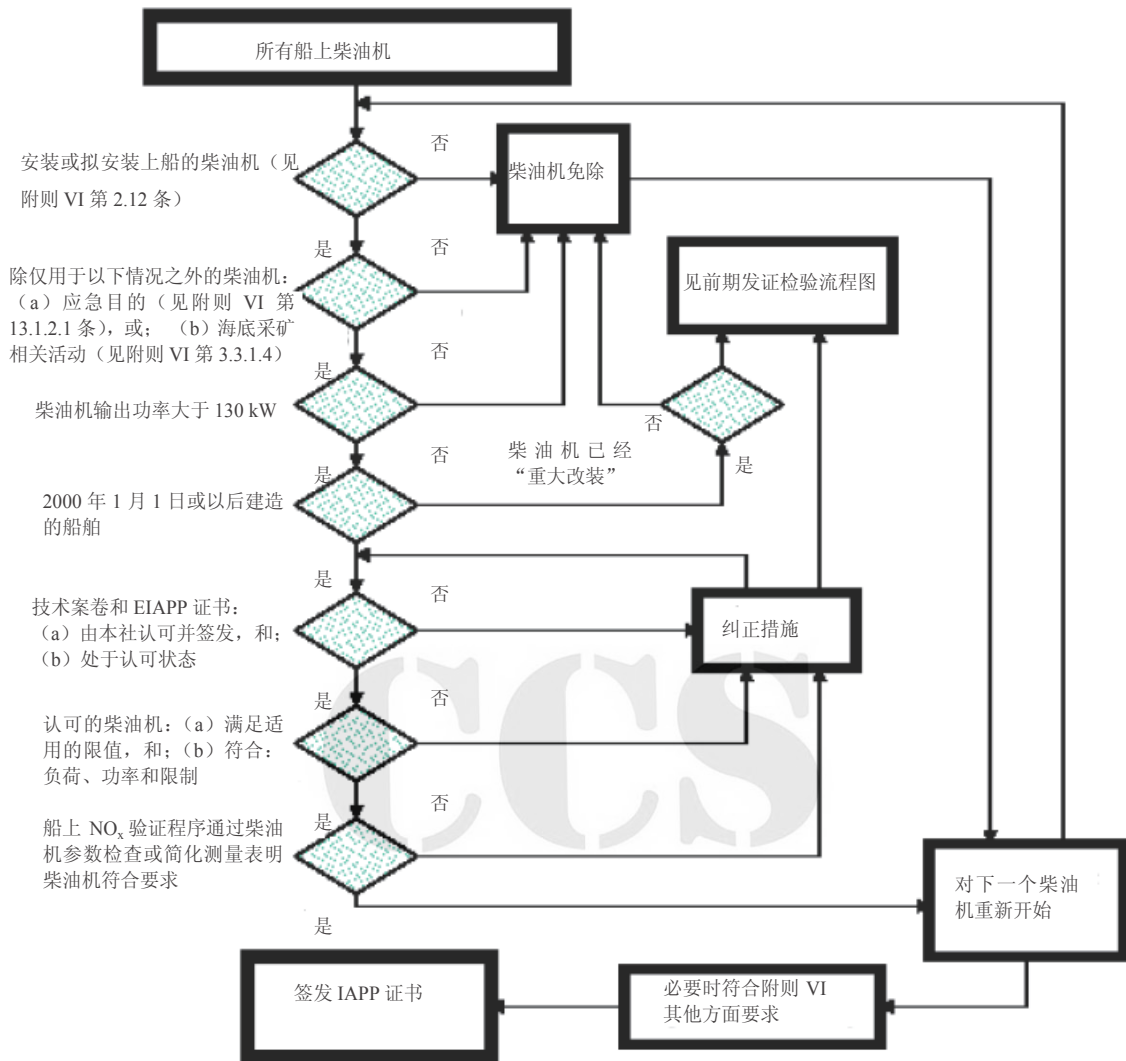 所有船上柴油机
否
安装或拟安装上船的柴油机（见
附则 VI 第 2.12 条）
柴油机免除
是
否
除仅用于以下情况之外的柴油机：
（a）应急目的（见附则 VI 第
13.1.2.1 条），或； （b）海底采矿
相关活动（见附则 VI 第 3.3.1.4）
见前期发证检验流程图
是
否
柴油机输出功率大于 130 kW
否
柴油机已经
“重大改装”
是
是
否
2000 年 1 月 1 日或以后建造
的船舶
是
否
技术案卷和 EIAPP 证书：
（a）由本社认可并签发，和；
（b）处于认可状态
纠正措施
是
否
认可的柴油机：（a）满足适
用的限值，和；（b）符合：
负荷、功率和限制
是
否
船上 NOx 验证程序通过柴油
机参数检查或简化测量表明
柴油机符合要求
是
对下一个柴油
机重新开始
签发 IAPP 证书
必要时符合附则 VI
其他方面要求
CCS